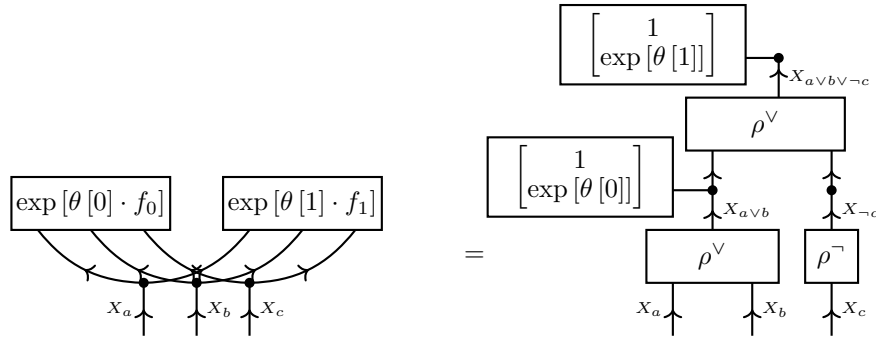 1
exp [θ [1]]
X_{a∨b∨¬c}
ρ^∨
1
exp [θ [0]]
exp [θ [0] · f_0] exp [θ [1] · f_1]
X_{a∨b} X_{¬c}
=
ρ^∨ ρ^¬
X_a X_b X_c X_a X_b X_c